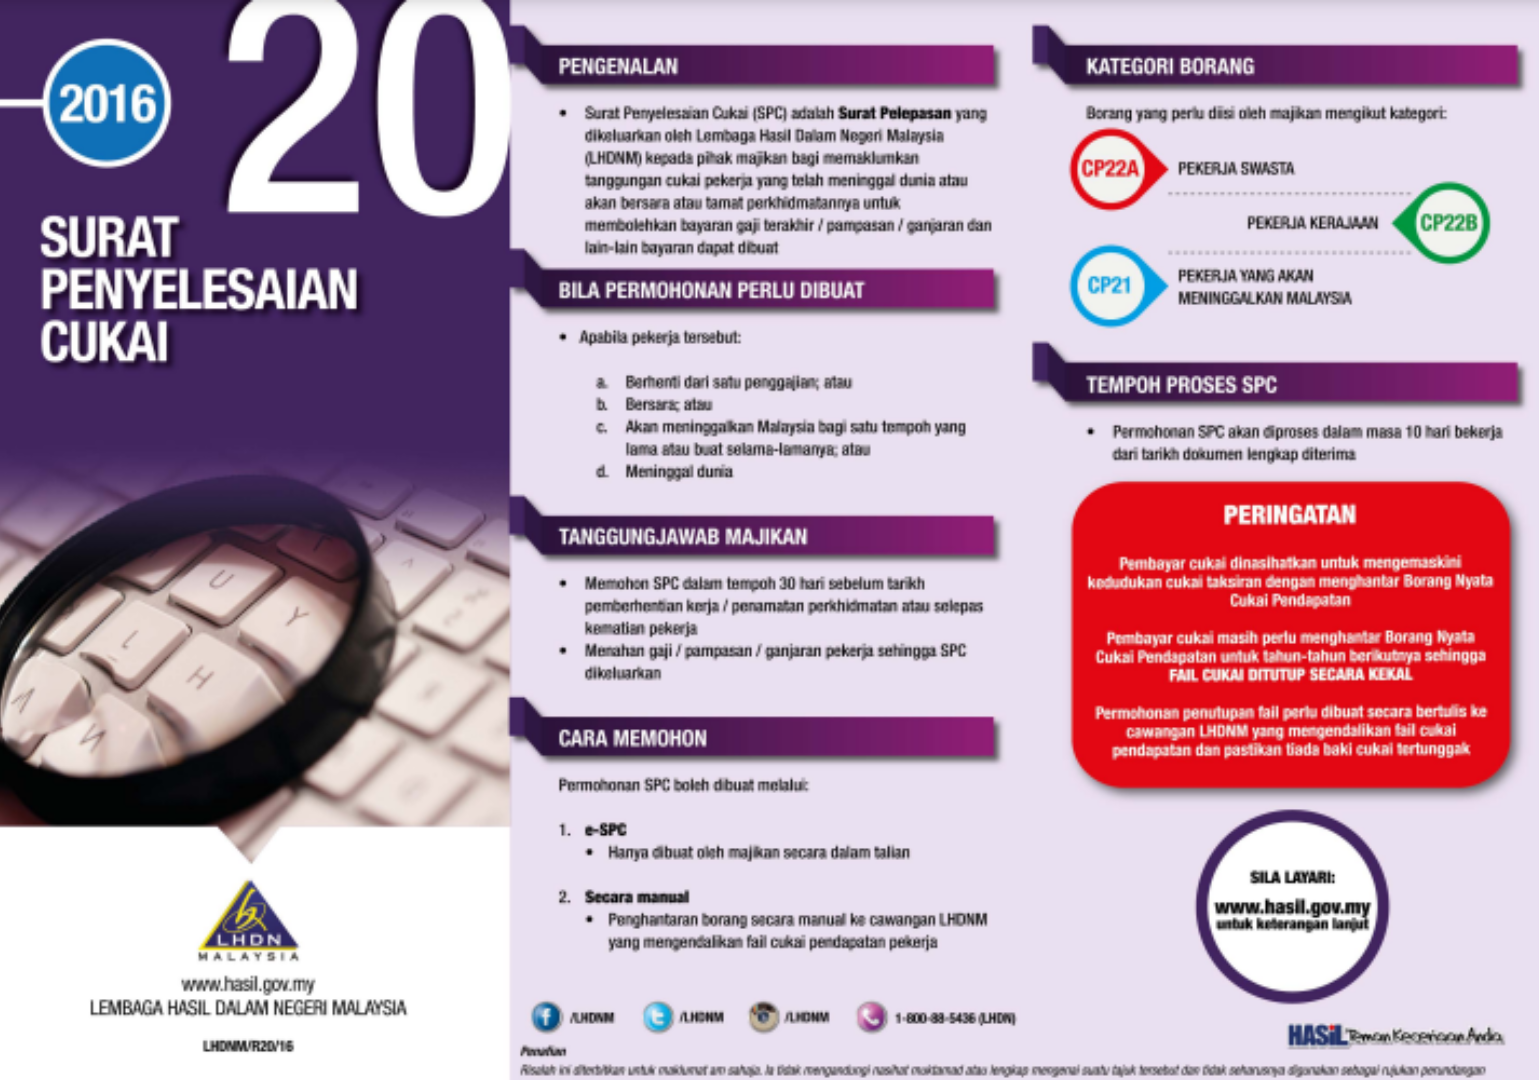 2016
20
SURAT
PENYELESAIAN
CUKAI
LHDN
MALAYSIA
www.hasil.gov.my
LEMBAGA HASIL DALAM NEGERI MALAYSIA
LHDNM/R20/16
PENGENALAN
• Surat Penyelesaian Cukai (SPC) adalah Surat Pelepasan yang
dikeluarkan oleh Lembaga Hasil Dalam Negeri Malaysia
(LHDNM) kepada pihak majikan bagi memaklumkan
tanggungan cukai pekerja yang telah meninggal dunia atau
akan bersara atau tamat perkhidmatannya untuk
membolehkan bayaran gaji terakhir / pampasan / ganjaran dan
lain-lain bayaran dapat dibuat
BILA PERMOHONAN PERLU DIBUAT
• Apabila pekerja tersebut:
a. Berhenti dari satu penggajian; atau
b. Bersara; atau
c. Akan meninggalkan Malaysia bagi satu tempoh yang
lama atau buat selama-lamanya; atau
d. Meninggal dunia
TANGGUNGJAWAB MAJIKAN
• Memohon SPC dalam tempoh 30 hari sebelum tarikh
pemberhentian kerja / penamatan perkhidmatan atau selepas
kematian pekerja
• Menahan gaji / pampasan / ganjaran pekerja sehingga SPC
dikeluarkan
CARA MEMOHON
Permohonan SPC boleh dibuat melalui:
1. e-SPC
• Hanya dibuat oleh majikan secara dalam talian
2. Secara manual
• Penghantaran borang secara manual ke cawangan LHDNM
yang mengendalikan fail cukai pendapatan pekerja
/LHDNM /LHDNM /LHDNM 1-800-88-5436 (LHDN)
Penafian
Risalah ini diterbitkan untuk maklumat am sahaja. Ia tidak mengandungi nasihat muktamad atau lengkap mengenai suatu tajuk tersebut dan tidak seharusnya digunakan sebagai rujukan perundangan
KATEGORI BORANG
Borang yang perlu diisi oleh majikan mengikut kategori:
CP22A PEKERJA SWASTA
PEKERJA KERAJAAN CP22B
CP21 PEKERJA YANG AKAN
MENINGGALKAN MALAYSIA
TEMPOH PROSES SPC
• Permohonan SPC akan diproses dalam masa 10 hari bekerja
dari tarikh dokumen lengkap diterima
PERINGATAN
Pembayar cukai dinasihatkan untuk mengemaskini
kedudukan cukai taksiran dengan menghantar Borang Nyata
Cukai Pendapatan
Pembayar cukai masih perlu menghantar Borang Nyata
Cukai Pendapatan untuk tahun-tahun berikutnya sehingga
FAIL CUKAI DITUTUP SECARA KEKAL
Permohonan penutupan fail perlu dibuat secara bertulis ke
cawangan LHDNM yang mengendalikan fail cukai
pendapatan dan pastikan tiada baki cukai tertunggak
SILA LAYARI:
www.hasil.gov.my
untuk keterangan lanjut
HASiL Teman Keceriaan Anda